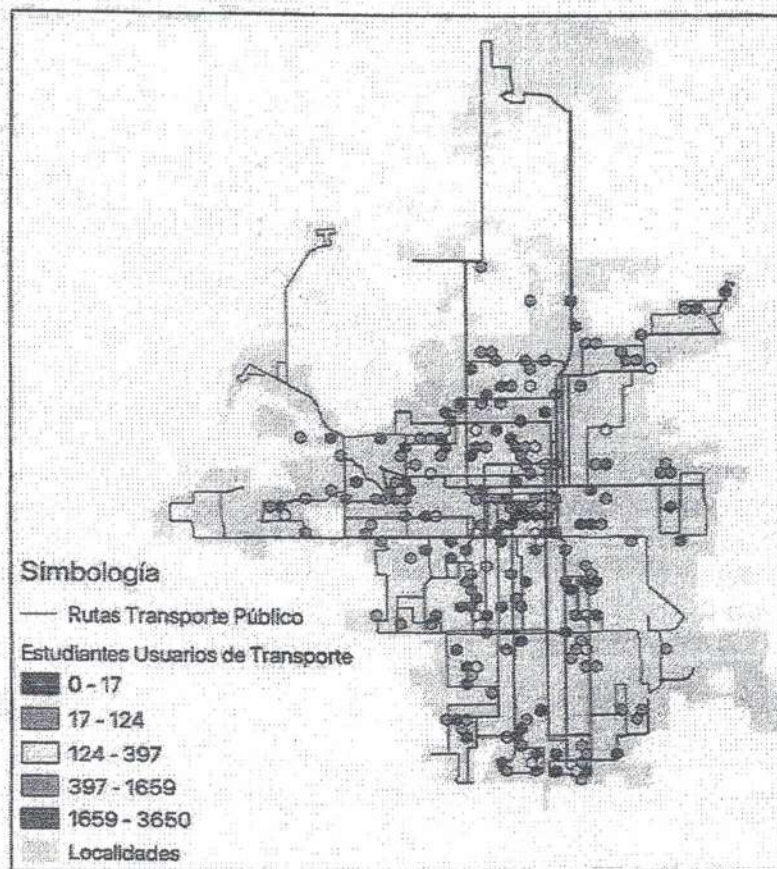 Simbología
Rutas Transporte Público
Estudiantes Usuarios de Transporte
0 - 17
17 - 124
124 - 397
397 - 1659
1659 - 3650
Localidades